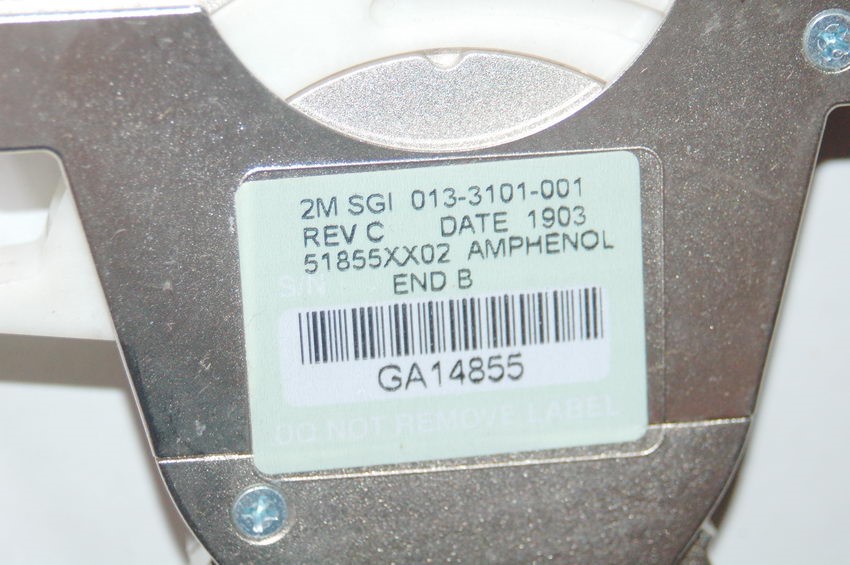 2M SGI 013-3101-001
REV C DATE 1903
51855XX02 AMPHENOL
S/N END B
GA14855
DO NOT REMOVE LABEL